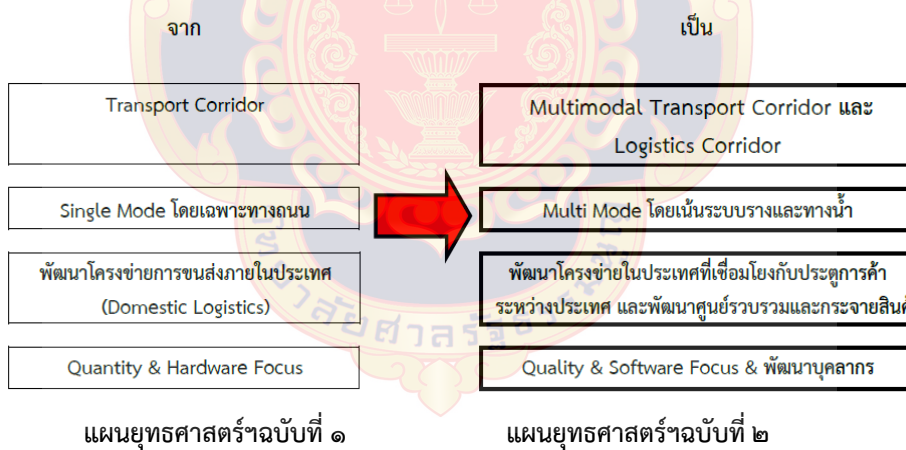 จาก
เป็น
Transport Corridor
Multimodal Transport Corridor และ
Logistics Corridor
Single Mode โดยเฉพาะทางถนน
Multi Mode โดยเน้นระบบรางและทางน้ำ
พัฒนาโครงข่ายการขนส่งภายในประเทศ
(Domestic Logistics)
พัฒนาโครงข่ายในประเทศที่เชื่อมโยงกับประตูการค้า
ระหว่างประเทศ และพัฒนาศูนย์รวบรวมและกระจายสินค้
Quantity & Hardware Focus
Quality & Software Focus & พัฒนาบุคลากร
แผนยุทธศาสตร์ฯฉบับที่ ๑
แผนยุทธศาสตร์ฯฉบับที่ ๒